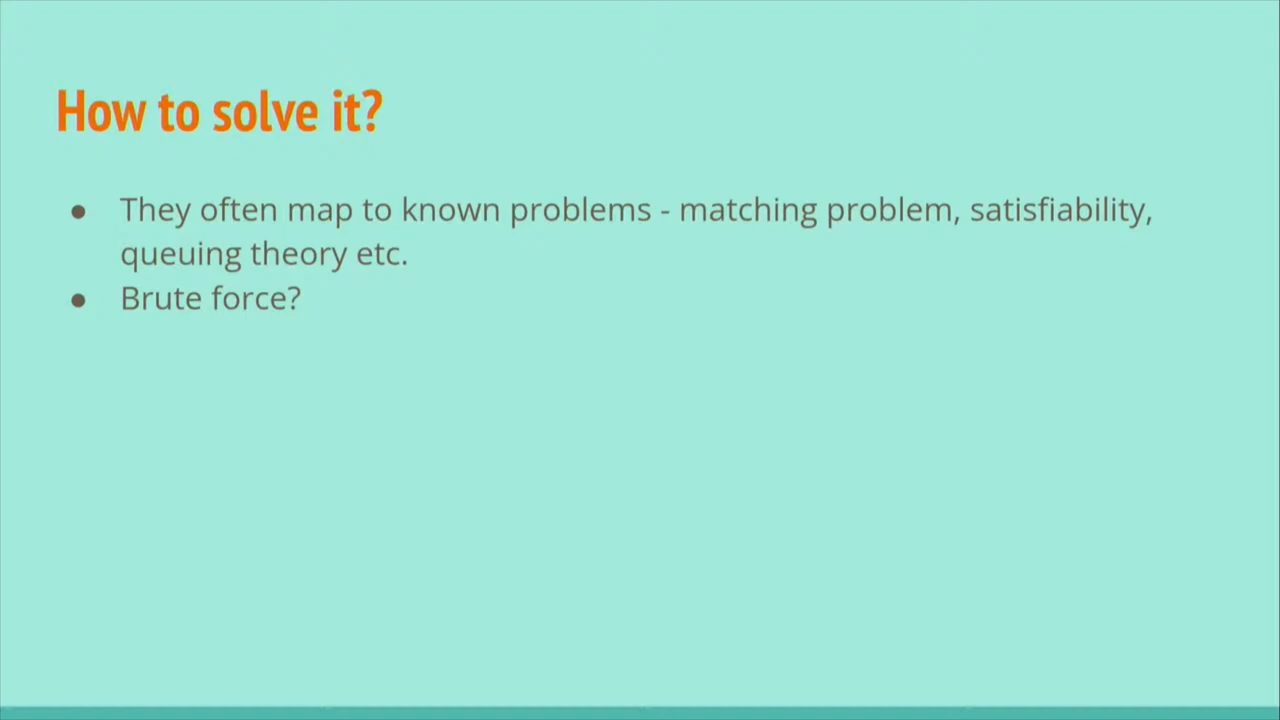 How to solve it?
● They often map to known problems - matching problem, satisfiability,
queuing theory etc.
● Brute force?